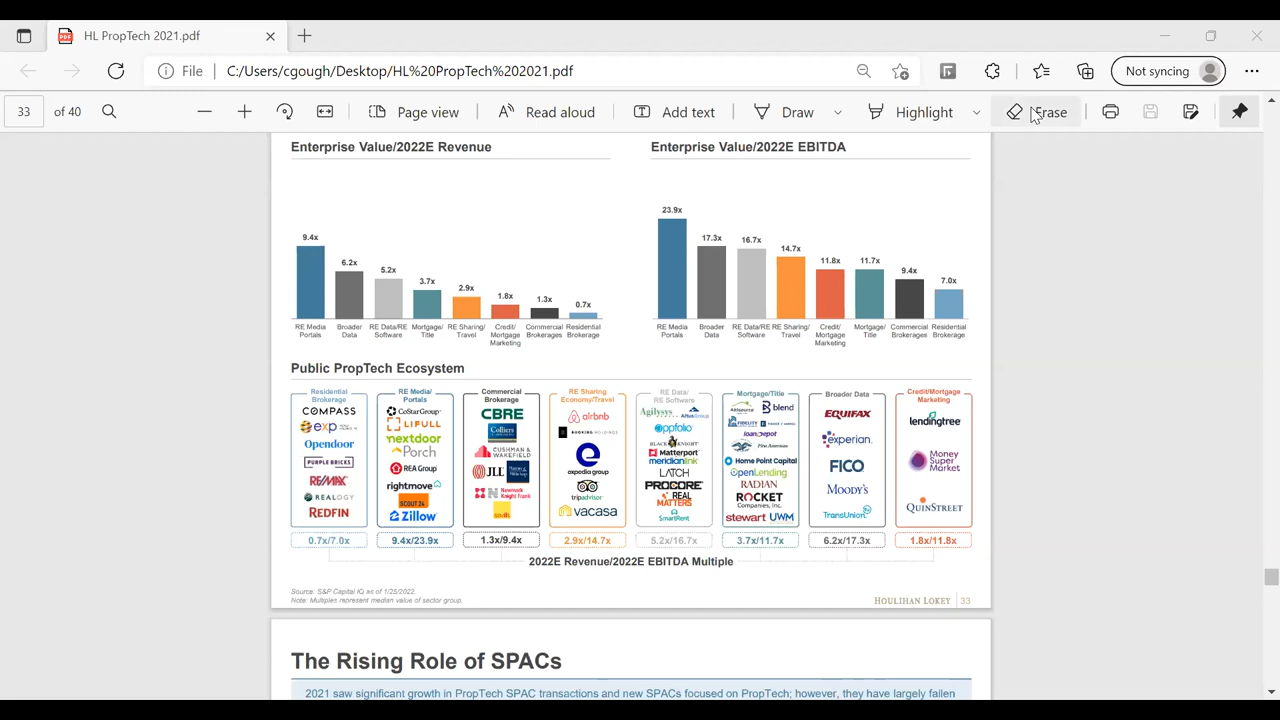 HL PropTech 2021.pdf
File C:/Users/cgough/Desktop/HL%20PropTech%202021.pdf
Not syncing
33 of 40
Page view
Read aloud
Add text
Draw
Highlight
Erase
Enterprise Value/2022E Revenue
9.4x 6.2x 5.2x 3.7x 2.9x 1.8x 1.3x 0.7x
RE Media Portals
Broader Data
RE Data/RE Software
Mortgage/ Title
RE Sharing/ Travel
Credit/ Mortgage Marketing
Commercial Brokerages
Residential Brokerage
Enterprise Value/2022E EBITDA
23.9x 17.3x 16.7x 14.7x 11.8x 11.7x 9.4x 7.0x
RE Media Portals
Broader Data
RE Data/RE Software
RE Sharing/ Travel
Credit/ Mortgage Marketing
Mortgage/ Title
Commercial Brokerages
Residential Brokerage
Public PropTech Ecosystem
Residential Brokerage
COMPASS
exp
Opendoor
PURPLE BRICKS
RE/MAX
REALOGY
REDFIN
0.7x/7.0x
RE Media/ Portals
CoStar Group
LIFULL
nextdoor
Porch
REA Group
rightmove
SCOUT 24
Zillow
9.4x/23.9x
Commercial Brokerage
CBRE
Colliers
CUSHMAN & WAKEFIELD
JLL
Newmark Knight Frank
savills
1.3x/9.4x
RE Sharing Economy/Travel
airbnb
BOOKING HOLDINGS
expedia group
tripadvisor
vacasa
2.9x/14.7x
RE Data/ RE Software
Agilysys
AltusGroup
appfolio
BLACK KNIGHT
Matterport
meridianlink
LATCH
PROCORE
REAL MATTERS
SmartRent
5.2x/16.7x
Mortgage/Title
Altisource
blend
FIDELITY
loanDepot
First American
Home Point Capital
OpenLending
RADIAN
ROCKET Companies, Inc.
stewart UWM
3.7x/11.7x
Broader Data
EQUIFAX
experian.
FICO
MOODY'S
TransUnion
6.2x/17.3x
Credit/Mortgage Marketing
lendingtree
Money Super Market
QUINSTREET
1.8x/11.8x
2022E Revenue/2022E EBITDA Multiple
Source: S&P Capital IQ as of 1/25/2022.
Note: Multiples represent median value of sector group.
HOULIHAN LOKEY 33
The Rising Role of SPACs
2021 saw significant growth in PropTech SPAC transactions and new SPACs focused on PropTech; however, they have largely fallen